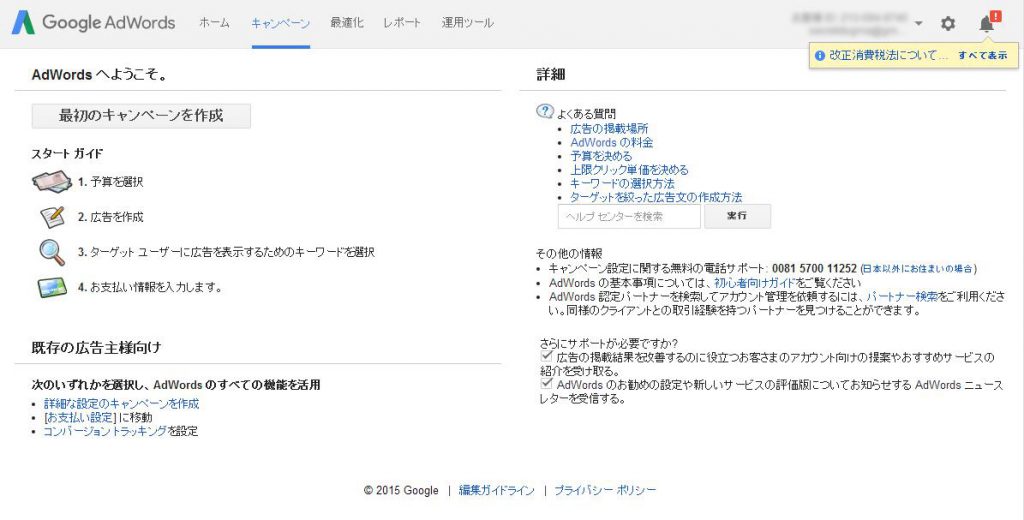 Google AdWords ホーム キャンペーン 最適化 レポート 運用ツール
改正消費税法について... すべて表示
AdWords へようこそ。
最初のキャンペーンを作成
スタート ガイド
1. 予算を選択
2. 広告を作成
3. ターゲット ユーザーに広告を表示するためのキーワードを選択
4. お支払い情報を入力します。
既存の広告主様向け
次のいずれかを選択し、AdWords のすべての機能を活用
• 詳細な設定のキャンペーンを作成
• [お支払い設定] に移動
• コンバージョントラッキングを設定
詳細
よくある質問
• 広告の掲載場所
• AdWords の料金
• 予算を決める
• 上限クリック単価を決める
• キーワードの選択方法
• ターゲットを絞った広告文の作成方法
ヘルプ センターを検索 実行
その他の情報
• キャンペーン設定に関する無料の電話サポート: 0081 5700 11252 (日本以外にお住まいの場合)
• AdWords の基本事項については、初心者向けガイドをご覧ください
• AdWords 認定パートナーを検索してアカウント管理を依頼するには、パートナー検索をご利用くださ
い。同様のクライアントとの取引経験を持つパートナーを見つけることができます。
さらにサポートが必要ですか?
広告の掲載結果を改善するのに役立つお客さまのアカウント向けの提案やおすすめサービスの
紹介を受け取る。
AdWords のお勧めの設定や新しいサービスの評価版についてお知らせする AdWords ニュース
レターを受信する。
© 2015 Google | 編集ガイドライン | プライバシー ポリシー